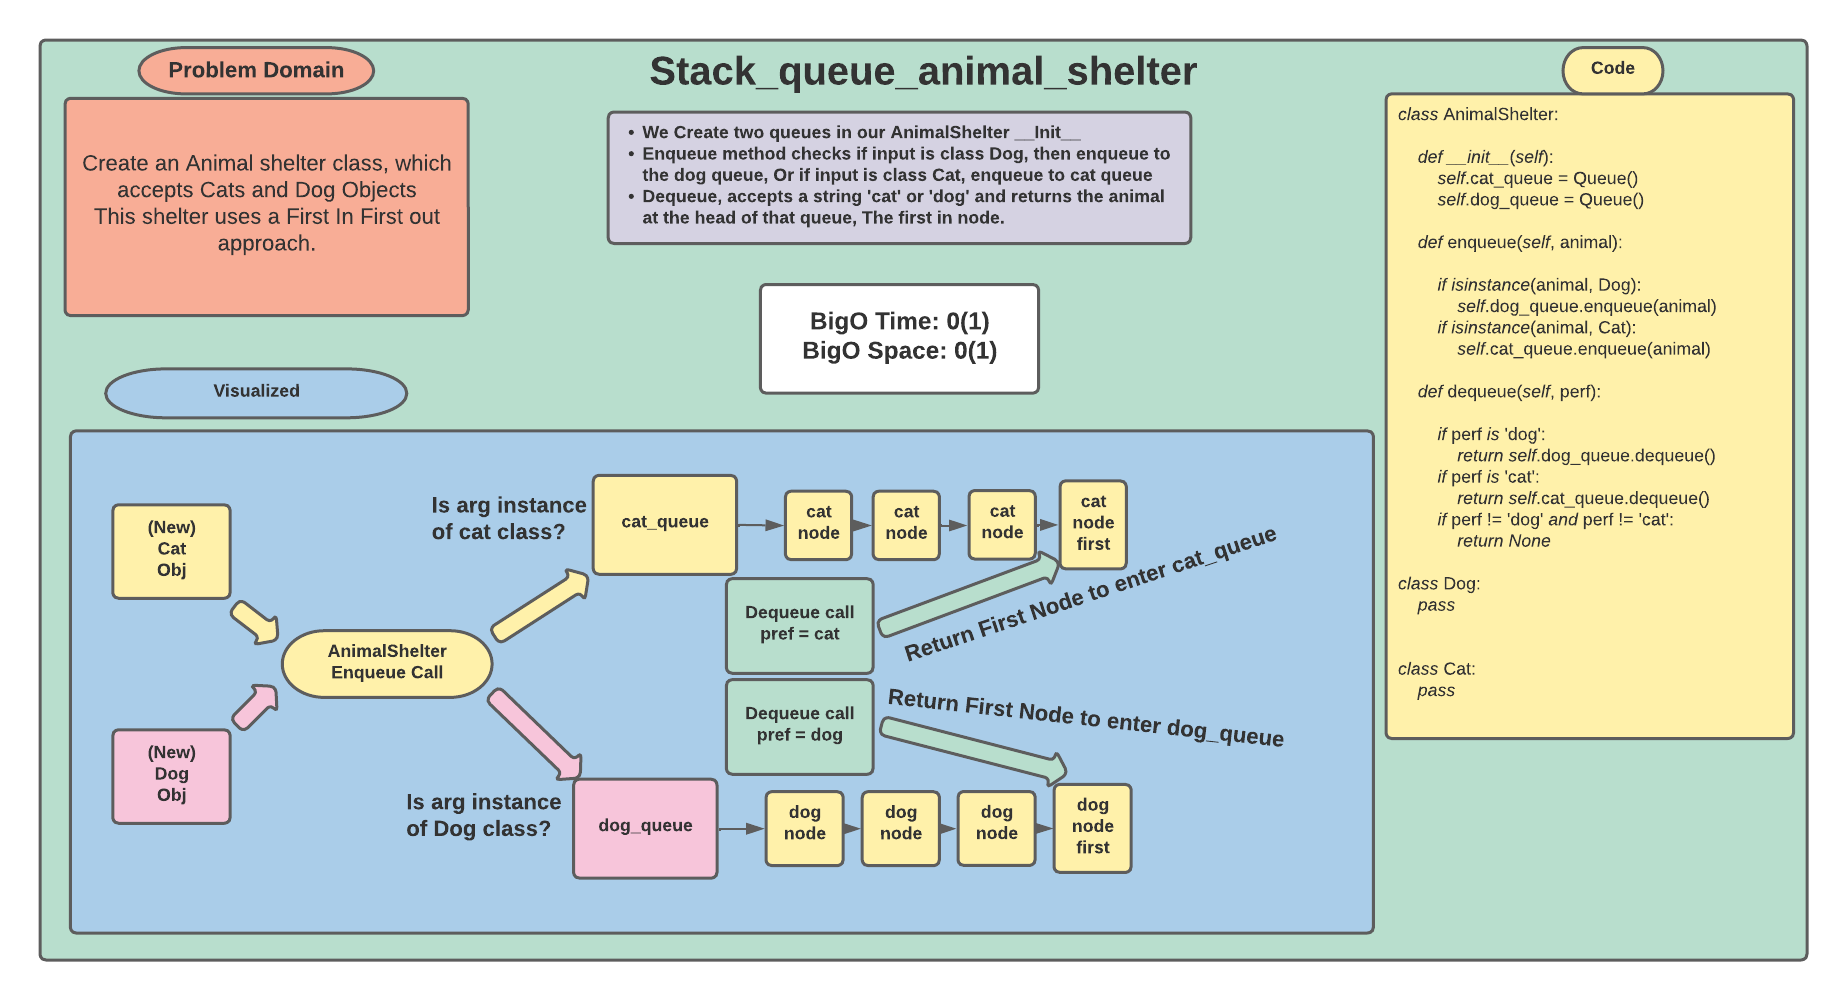 Problem Domain
Create an Animal shelter class, which
accepts Cats and Dog Objects
This shelter uses a First In First out
approach.
Stack_queue_animal_shelter
• We Create two queues in our AnimalShelter __Init__
• Enqueue method checks if input is class Dog, then enqueue to
the dog queue, Or if input is class Cat, enqueue to cat queue
• Dequeue, accepts a string 'cat' or 'dog' and returns the animal
at the head of that queue, The first in node.
BigO Time: 0(1)
BigO Space: 0(1)
Visualized
(New)
Cat
Obj
(New)
Dog
Obj
AnimalShelter
Enqueue Call
Is arg instance
of cat class?
cat_queue
cat
node
cat
node
cat
node
cat
node
first
Dequeue call
pref = cat
Return First Node to enter cat_queue
Dequeue call
pref = dog
Return First Node to enter dog_queue
Is arg instance
of Dog class?
dog_queue
dog
node
dog
node
dog
node
dog
node
first
Code
class AnimalShelter:
def __init__(self):
self.cat_queue = Queue()
self.dog_queue = Queue()
def enqueue(self, animal):
if isinstance(animal, Dog):
self.dog_queue.enqueue(animal)
if isinstance(animal, Cat):
self.cat_queue.enqueue(animal)
def dequeue(self, perf):
if perf is 'dog':
return self.dog_queue.dequeue()
if perf is 'cat':
return self.cat_queue.dequeue()
if perf != 'dog' and perf != 'cat':
return None
class Dog:
pass
class Cat:
pass